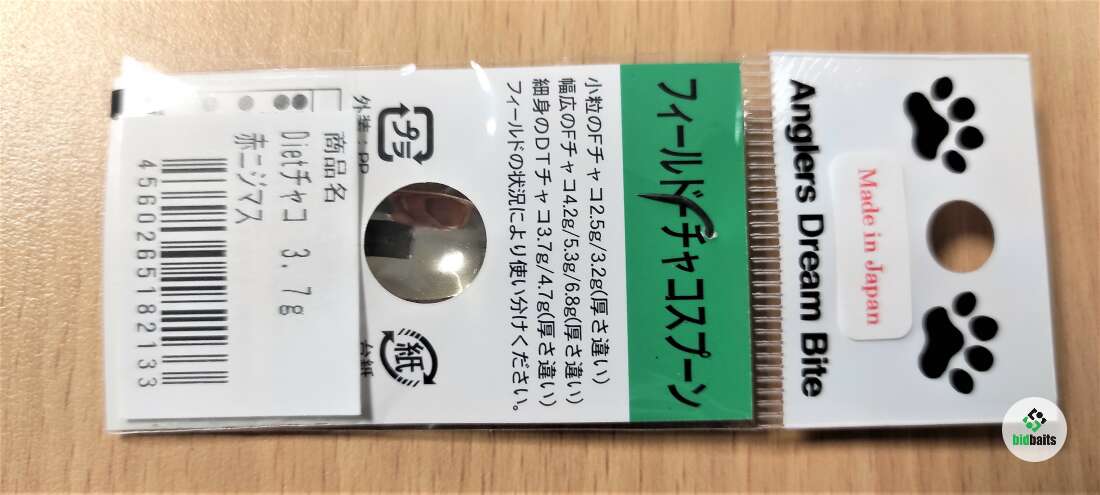 Anglers Dream Bite
Made in Japan
フィールドチャコスプーン
小粒のFチャコ2.5g/3.2g(厚さ違い)
幅広のFチャコ4.2g/5.3g/6.8g(厚さ違い)
細身のDTチャコ3.7g/4.7g(厚さ違い)
フィールドの状況により使い分けください。
プラ
外装:PP
紙
台紙
商品名
Dietチャコ 3.7g
赤ニジマス
4560265182133
bidbaits